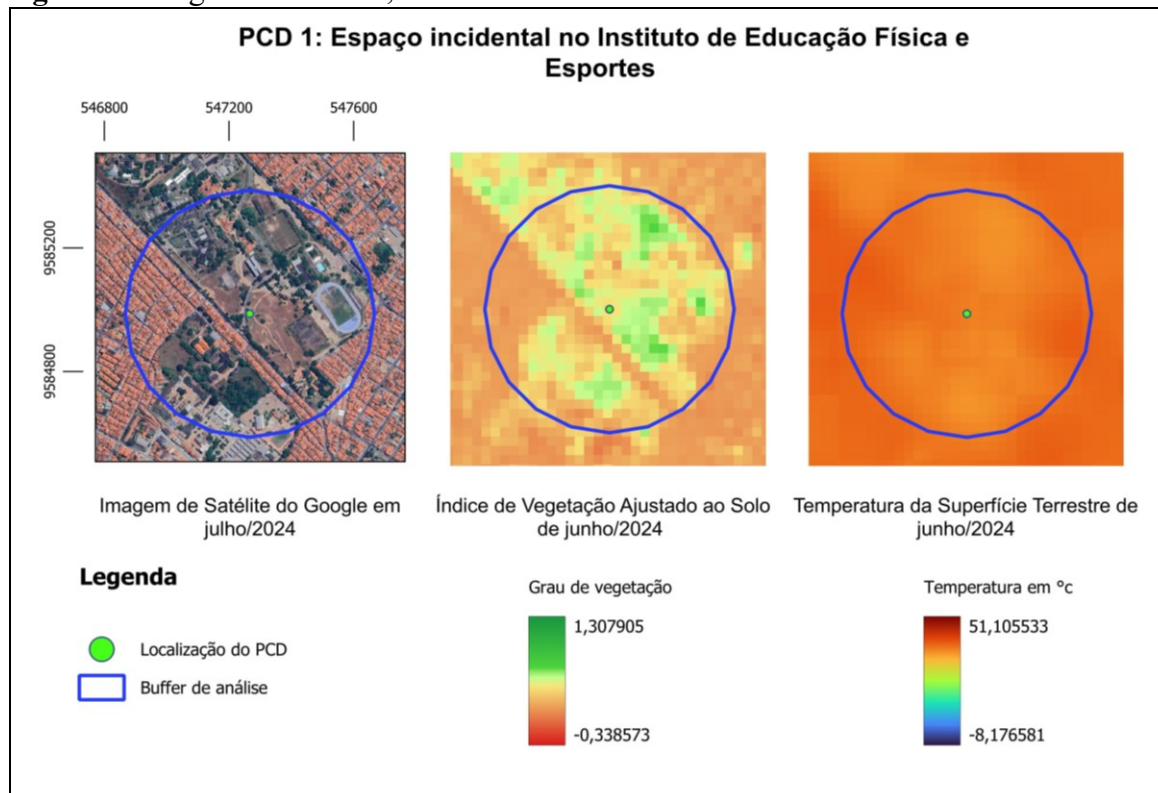 PCD 1: Espaço incidental no Instituto de Educação Física e
Esportes
546800
547200
547600
9585200
9584800
Imagem de Satélite do Google em
julho/2024
Índice de Vegetação Ajustado ao Solo
de junho/2024
Temperatura da Superfície Terrestre de
junho/2024
Legenda
Localização do PCD
Buffer de análise
Grau de vegetação
1,307905
-0,338573
Temperatura em °c
51,105533
-8,176581